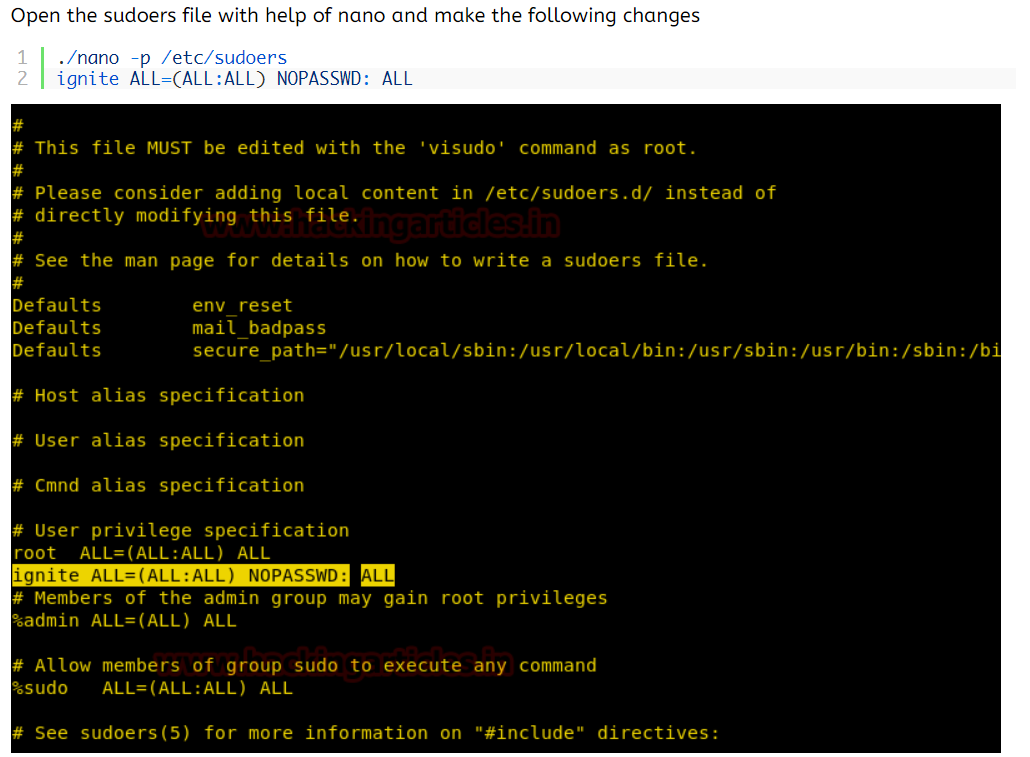 Open the sudoers file with help of nano and make the following changes
1 ./nano -p /etc/sudoers
2 ignite ALL=(ALL:ALL) NOPASSWD: ALL
#
# This file MUST be edited with the 'visudo' command as root.
#
# Please consider adding local content in /etc/sudoers.d/ instead of
# directly modifying this file.
www.hackingarticles.in
#
# See the man page for details on how to write a sudoers file.
#
Defaults env_reset
Defaults mail_badpass
Defaults secure_path="/usr/local/sbin:/usr/local/bin:/usr/sbin:/usr/bin:/sbin:/bi
# Host alias specification
# User alias specification
# Cmnd alias specification
# User privilege specification
root ALL=(ALL:ALL) ALL
ignite ALL=(ALL:ALL) NOPASSWD: ALL
# Members of the admin group may gain root privileges
%admin ALL=(ALL) ALL
# Allow members of group sudo to execute any command
www.hackingarticles.in
%sudo ALL=(ALL:ALL) ALL
# See sudoers(5) for more information on "#include" directives: